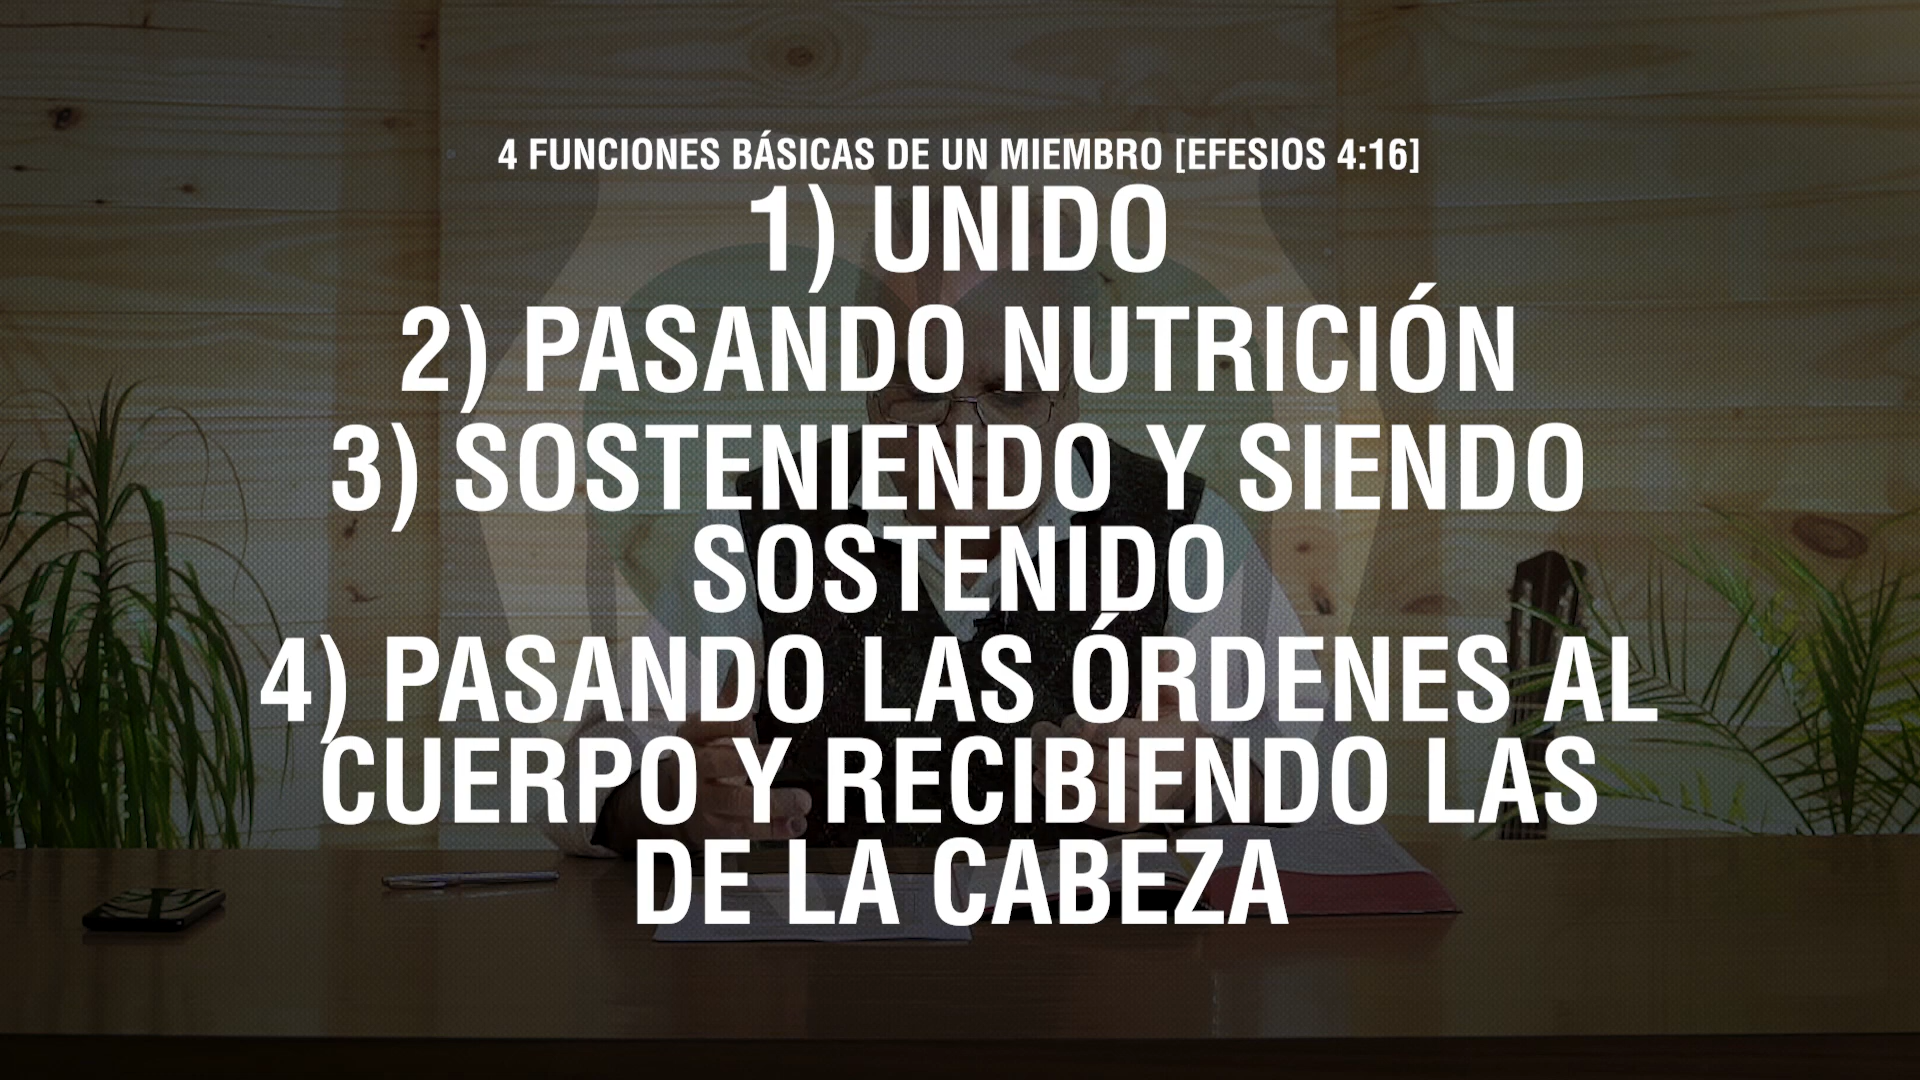 4 FUNCIONES BÁSICAS DE UN MIEMBRO [EFESIOS 4:16]
1) UNIDO
2) PASANDO NUTRICIÓN
3) SOSTENIENDO Y SIENDO
SOSTENIDO
4) PASANDO LAS ÓRDENES AL
CUERPO Y RECIBIENDO LAS
DE LA CABEZA